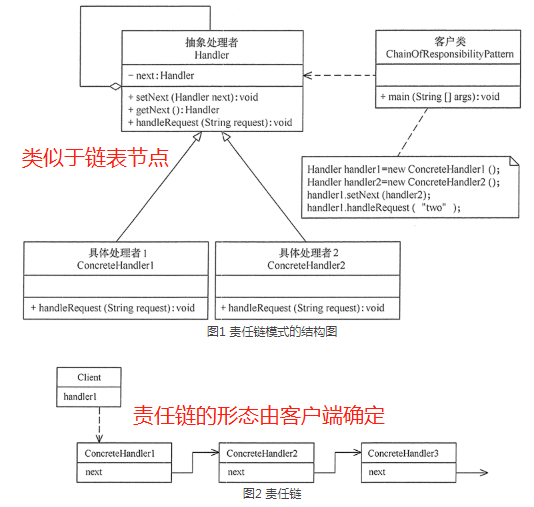 抽象处理者
Handler
- next:Handler
+ setNext (Handler next):void
+ getNext ():Handler
+ handleRequest (String request):void
客户类
ChainOfResponsibilityPattern
+ main (String [] args):void
类似于链表节点
Handler handler1=new ConcreteHandler1 ();
Handler handler2=new ConcreteHandler2 ();
handler1.setNext (handler2);
handler1.handleRequest ( "two" );
具体处理者1
ConcreteHandler1
+ handleRequest (String request):void
具体处理者2
ConcreteHandler2
+ handleRequest (String request):void
图1 责任链模式的结构图
Client
handler1
责任链的形态由客户端确定
ConcreteHandler1
next
ConcreteHandler2
next
ConcreteHandler3
next
图2 责任链